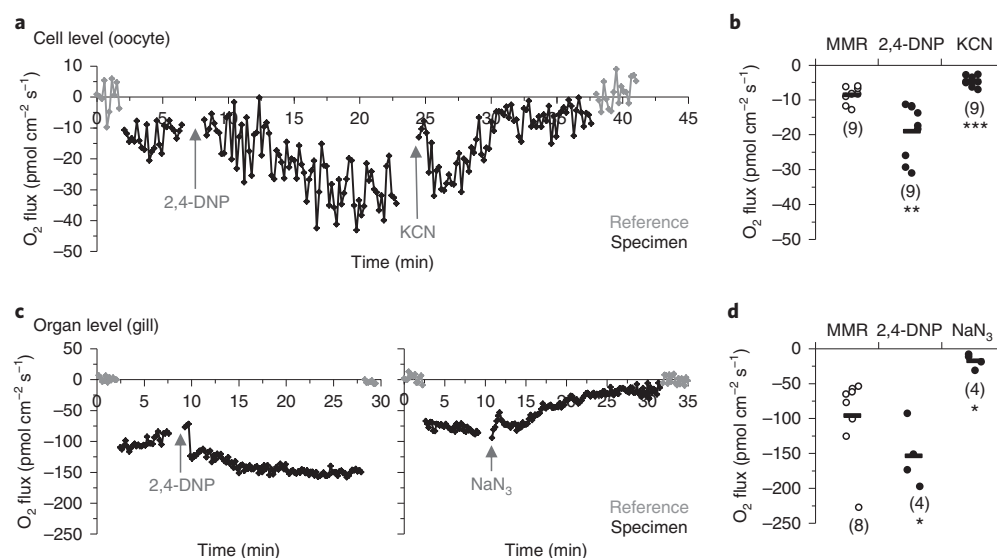 a
Cell level (oocyte)
O₂ flux (pmol cm⁻² s⁻¹)
10
0
–10
–20
–30
–40
–50
5 10 15 20 25 30 35 40 45
2,4-DNP
KCN
Reference
Specimen
Time (min)
b
MMR 2,4-DNP KCN
O₂ flux (pmol cm⁻² s⁻¹)
0
–10
–20
–30
–40
–50
(9)
(9)
**
(9)
***
c
Organ level (gill)
O₂ flux (pmol cm⁻² s⁻¹)
50
0
–50
–100
–150
–200
–250
0 5 10 15 20 25 30
2,4-DNP
Time (min)
0 5 10 15 20 25 30 35
NaN₃
Reference
Specimen
Time (min)
d
MMR 2,4-DNP NaN₃
O₂ flux (pmol cm⁻² s⁻¹)
0
–50
–100
–150
–200
–250
(8)
(4)
*
(4)
*